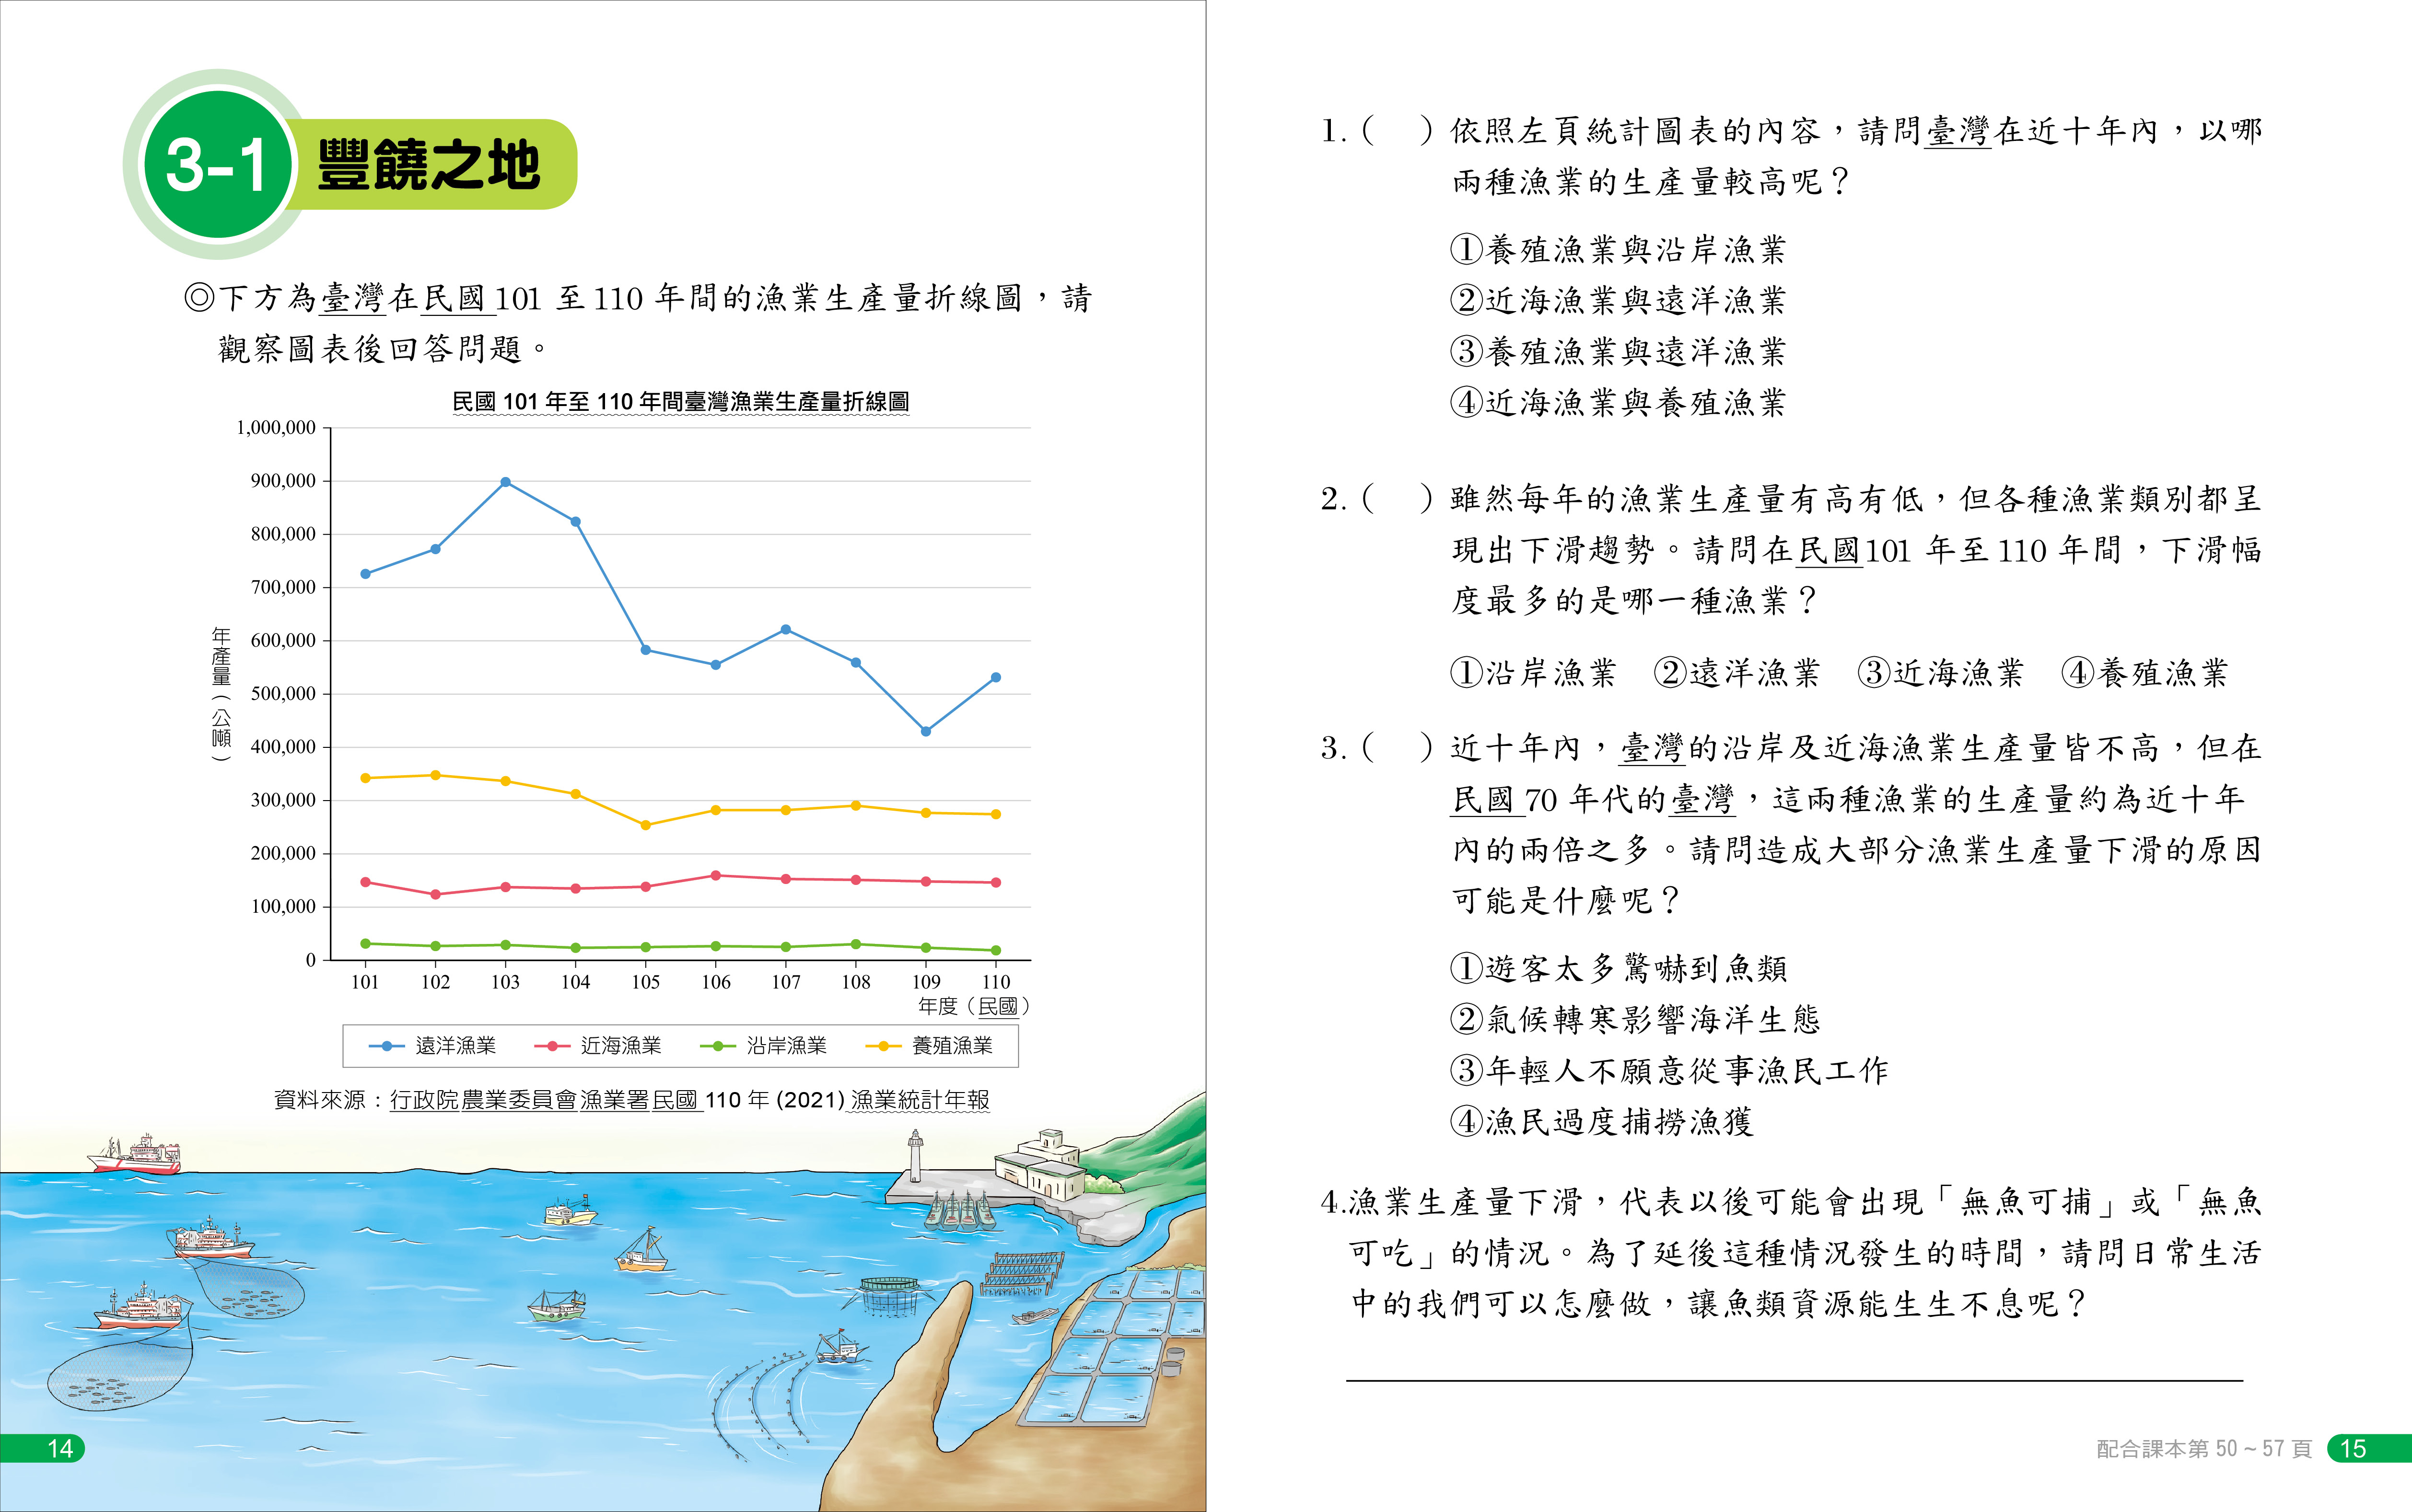 3-1 豐饒之地
◎下方為臺灣在民國101 至110 年間的漁業生產量折線圖，請
觀察圖表後回答問題。
民國 101 年至 110 年間臺灣漁業生產量折線圖
1,000,000
900,000
800,000
700,000
600,000
500,000
400,000
300,000
200,000
100,000
0
年產量（公噸）
101 102 103 104 105 106 107 108 109 110
年度（民國）
遠洋漁業 近海漁業 沿岸漁業 養殖漁業
資料來源：行政院農業委員會漁業署民國 110 年 (2021) 漁業統計年報
14
1.（ ）依照左頁統計圖表的內容，請問臺灣在近十年內，以哪
兩種漁業的生產量較高呢？
①養殖漁業與沿岸漁業
②近海漁業與遠洋漁業
③養殖漁業與遠洋漁業
④近海漁業與養殖漁業
2.（ ）雖然每年的漁業生產量有高有低，但各種漁業類別都呈
現出下滑趨勢。請問在民國101 年至110 年間，下滑幅
度最多的是哪一種漁業？
①沿岸漁業 ②遠洋漁業 ③近海漁業 ④養殖漁業
3.（ ）近十年內，臺灣的沿岸及近海漁業生產量皆不高，但在
民國 70 年代的臺灣，這兩種漁業的生產量約為近十年
內的兩倍之多。請問造成大部分漁業生產量下滑的原因
可能是什麼呢？
①遊客太多驚嚇到魚類
②氣候轉寒影響海洋生態
③年輕人不願意從事漁民工作
④漁民過度捕撈漁獲
4.漁業生產量下滑，代表以後可能會出現「無魚可捕」或「無魚
可吃」的情況。為了延後這種情況發生的時間，請問日常生活
中的我們可以怎麼做，讓魚類資源能生生不息呢？
配合課本第 50 ~ 57 頁 15